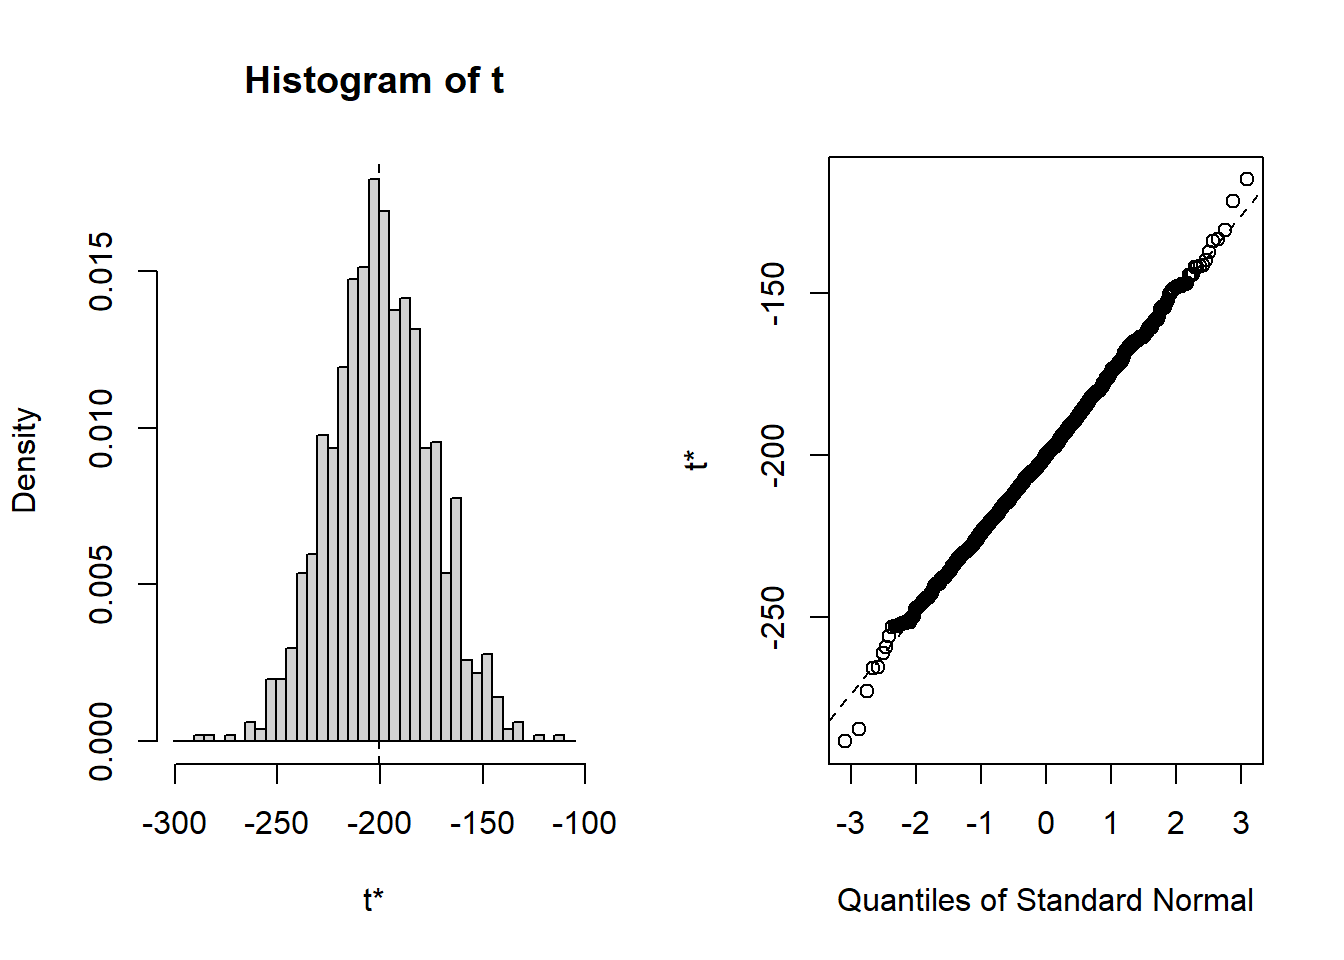 Histogram of t
Density
0.000 0.005 0.010 0.015
-300 -250 -200 -150 -100
t*
t*
-250 -200 -150
-3 -2 -1 0 1 2 3
Quantiles of Standard Normal